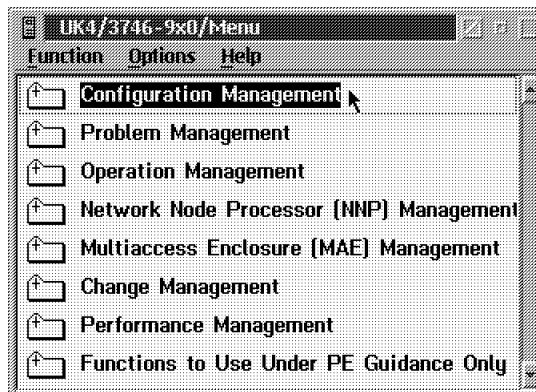 UK4/3746-9x0/Menu
Function Options Help
Configuration Management
Problem Management
Operation Management
Network Node Processor (NNP) Management
Multiaccess Enclosure (MAE) Management
Change Management
Performance Management
Functions to Use Under PE Guidance Only